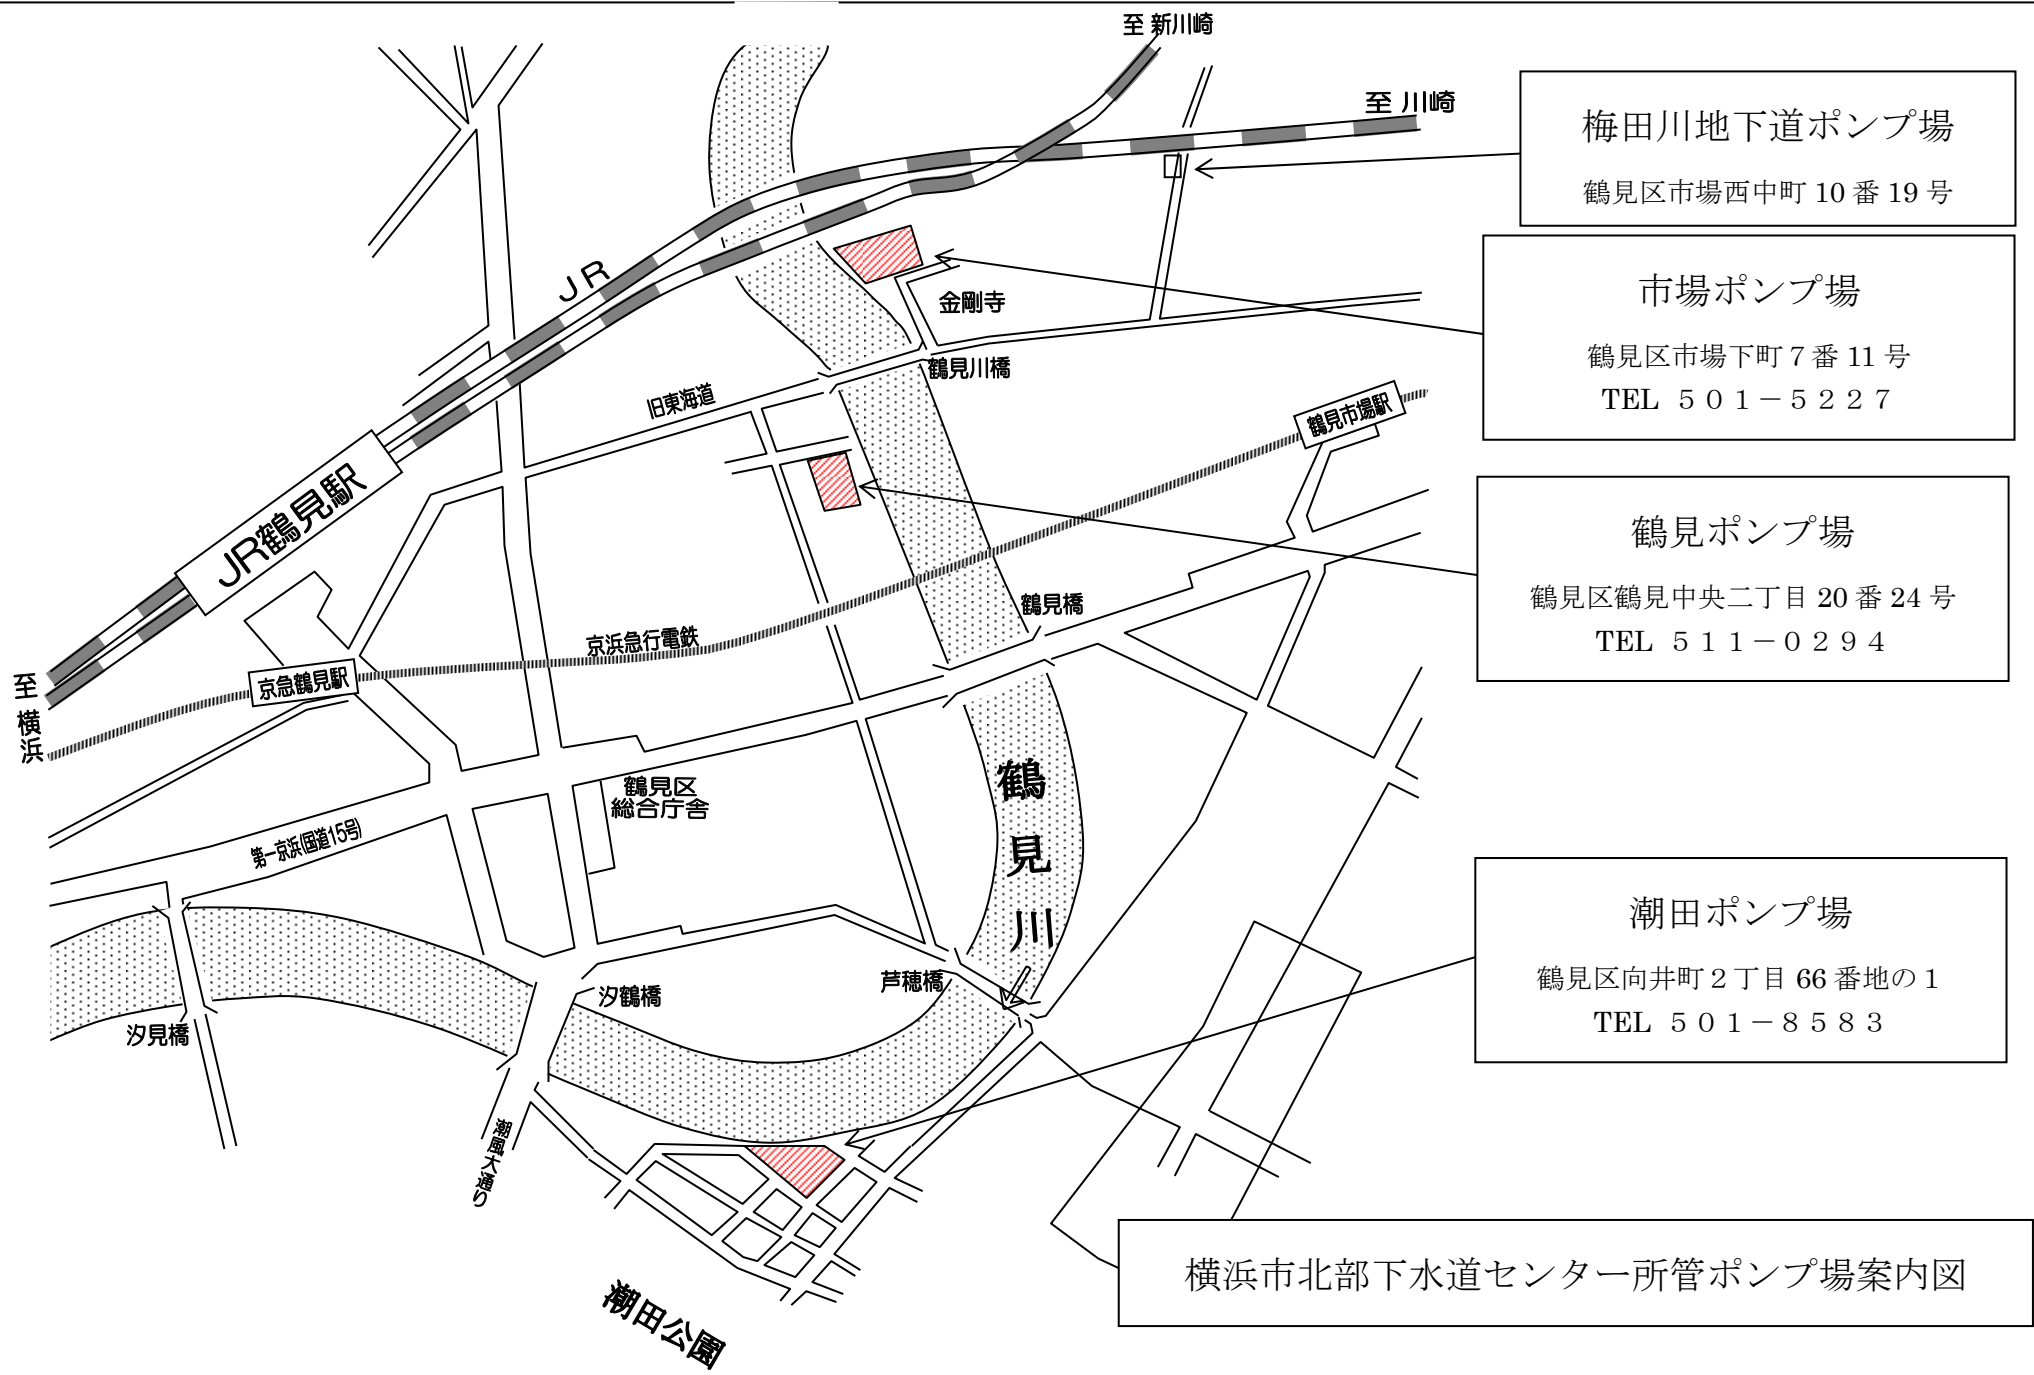 至 新川崎
至 川崎
梅田川地下道ポンプ場
鶴見区市場西中町 10 番 19 号
市場ポンプ場
鶴見区市場下町７番 11 号
TEL ５０１－５２２７
JR
金剛寺
鶴見川橋
旧東海道
鶴見市場駅
JR鶴見駅
鶴見ポンプ場
鶴見区鶴見中央二丁目 20 番 24 号
TEL ５１１－０２９４
鶴見橋
京浜急行電鉄
京急鶴見駅
至横浜
鶴見区
総合庁舎
鶴見川
第一京浜(国道15号)
潮田ポンプ場
鶴見区向井町２丁目 66 番地の１
TEL ５０１－８５８３
芦穂橋
汐鶴橋
汐見橋
潮風大通り
潮田公園
横浜市北部下水道センター所管ポンプ場案内図